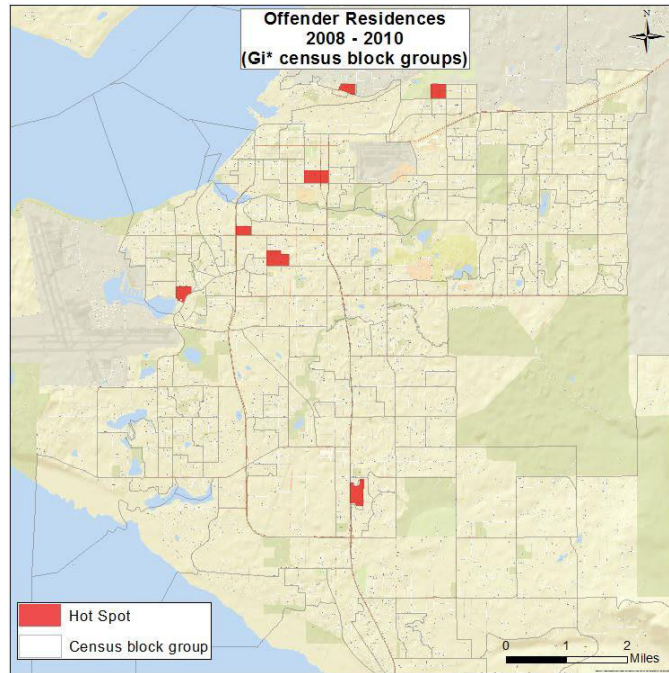 Offender Residences
2008 - 2010
(Gi* census block groups)
N
Hot Spot
Census block group
0 1 2
Miles